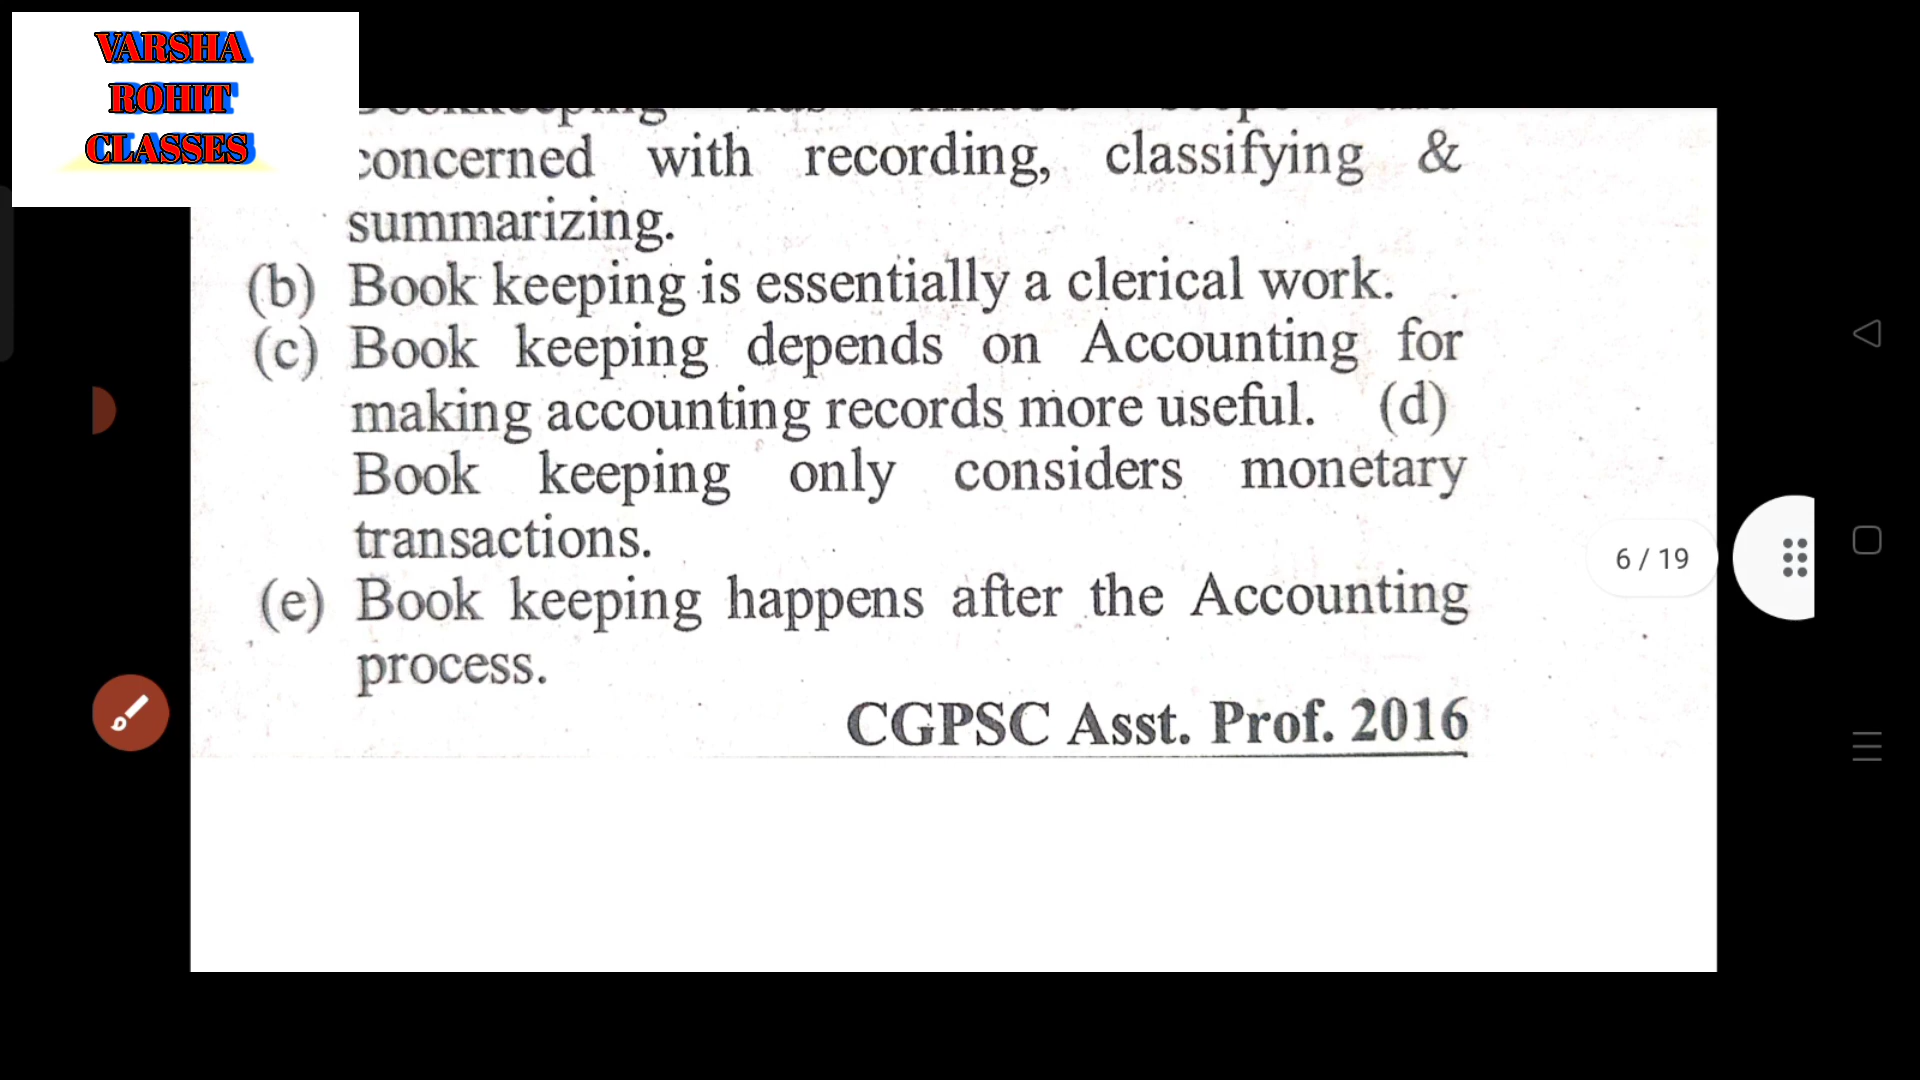 VARSHA
ROHIT
CLASSES
concerned with recording, classifying &
summarizing.
(b) Book keeping is essentially a clerical work.
(c) Book keeping depends on Accounting for
making accounting records more useful. (d)
Book keeping only considers monetary
transactions.
(e) Book keeping happens after the Accounting
process.
CGPSC Asst. Prof. 2016
6 / 19